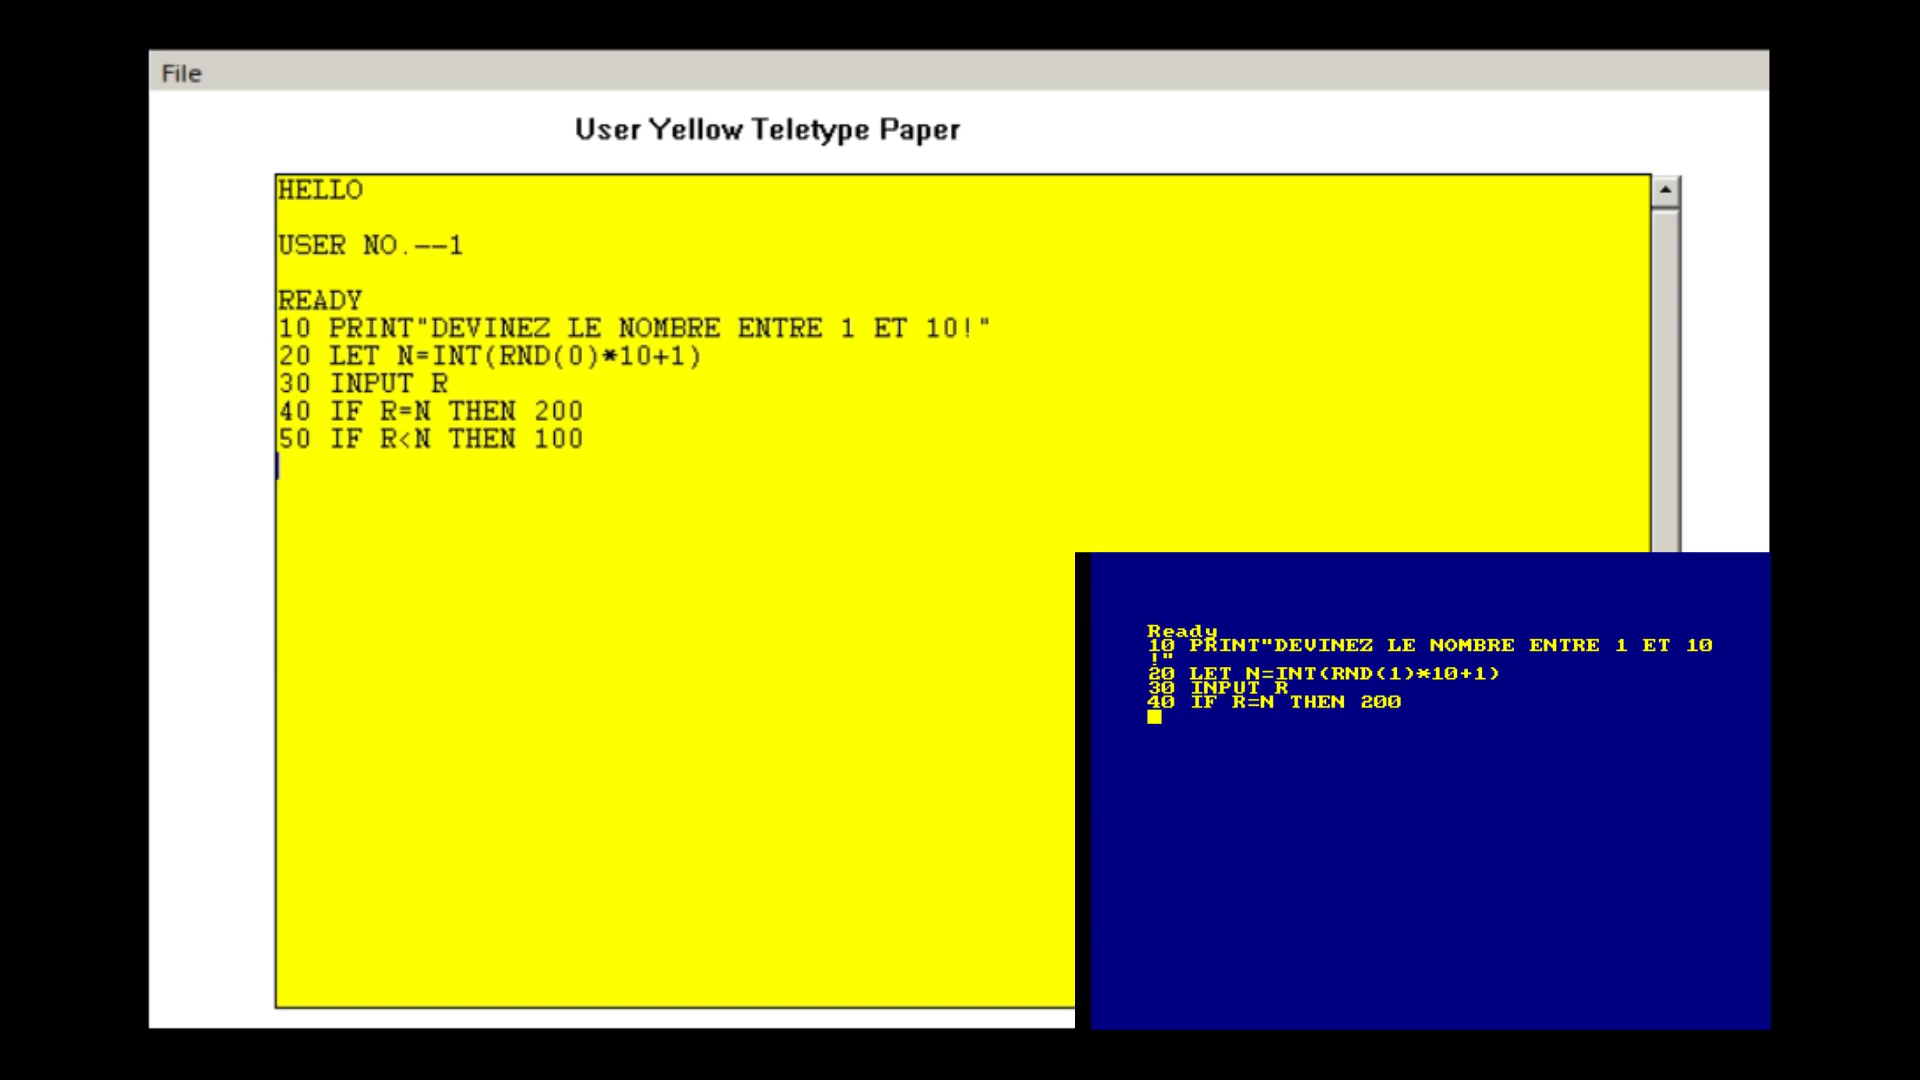 File
User Yellow Teletype Paper
HELLO
USER NO.--1
READY
10 PRINT"DEVINEZ LE NOMBRE ENTRE 1 ET 10!"
20 LET N=INT(RND(0)*10+1)
30 INPUT R
40 IF R=N THEN 200
50 IF R<N THEN 100
Ready
10 PRINT"DEVINEZ LE NOMBRE ENTRE 1 ET 10
!"
20 LET N=INT(RND(1)*10+1)
30 INPUT R
40 IF R=N THEN 200